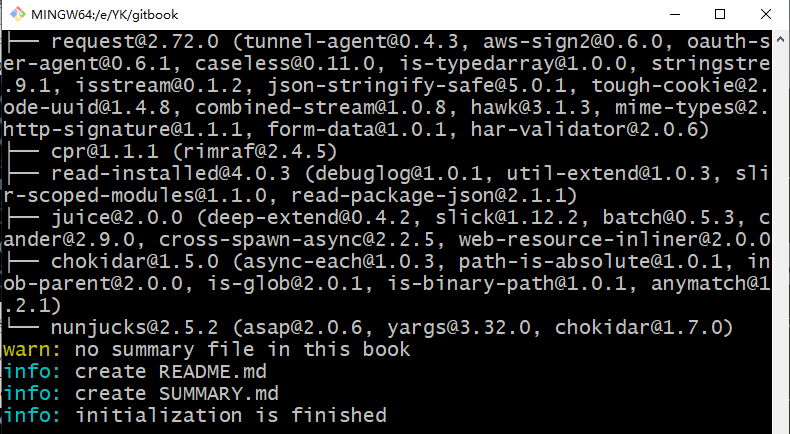 MINGW64:/e/YK/gitbook
├── request@2.72.0 (tunnel-agent@0.4.3, aws-sign2@0.6.0, oauth-s
er-agent@0.6.1, caseless@0.11.0, is-typedarray@1.0.0, stringstre
.9.1, isstream@0.1.2, json-stringify-safe@5.0.1, tough-cookie@2.
ode-uuid@1.4.8, combined-stream@1.0.8, hawk@3.1.3, mime-types@2.
http-signature@1.1.1, form-data@1.0.1, har-validator@2.0.6)
├── cpr@1.1.1 (rimraf@2.4.5)
├── read-installed@4.0.3 (debuglog@1.0.1, util-extend@1.0.3, sli
r-scoped-modules@1.1.0, read-package-json@2.1.1)
├── juice@2.0.0 (deep-extend@0.4.2, slick@1.12.2, batch@0.5.3, c
ander@2.9.0, cross-spawn-async@2.2.5, web-resource-inliner@2.0.0
├── chokidar@1.5.0 (async-each@1.0.3, path-is-absolute@1.0.1, in
ob-parent@2.0.0, is-glob@2.0.1, is-binary-path@1.0.1, anymatch@1
.2.1)
└── nunjucks@2.5.2 (asap@2.0.6, yargs@3.32.0, chokidar@1.7.0)
warn: no summary file in this book
info: create README.md
info: create SUMMARY.md
info: initialization is finished